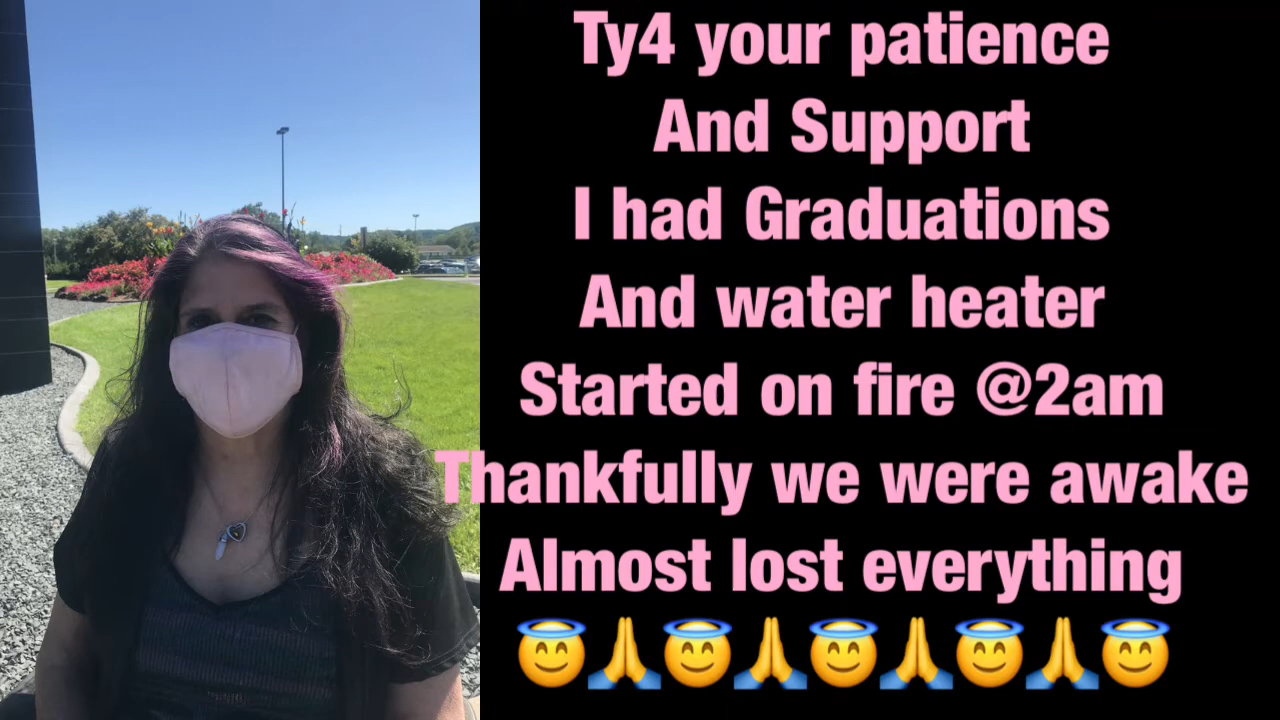 Ty4 your patience
And Support
I had Graduations
And water heater
Started on fire @2am
Thankfully we were awake
Almost lost everything
😇🙏😇🙏😇🙏😇🙏😇